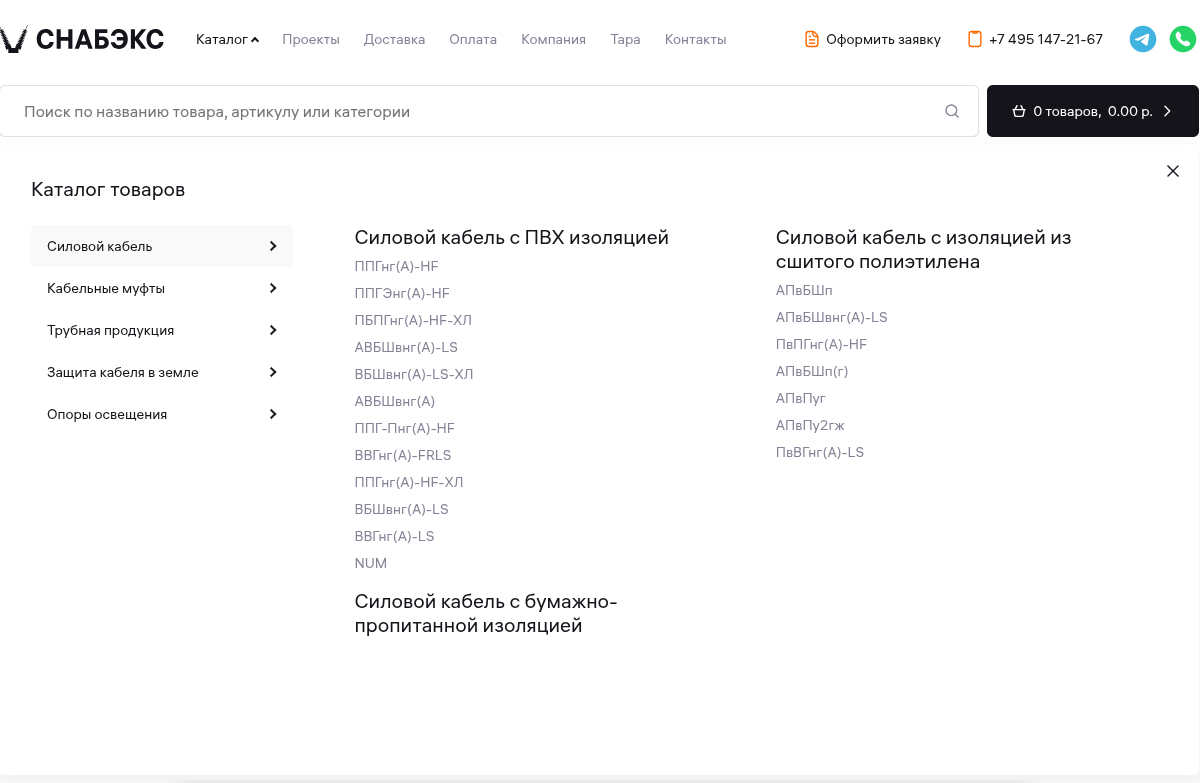 СНАБЭКС
Каталог
Проекты
Доставка
Оплата
Компания
Тара
Контакты
Оформить заявку
+7 495 147-21-67
Поиск по названию товара, артикулу или категории
0 товаров, 0.00 р.
Каталог товаров
Силовой кабель
Кабельные муфты
Трубная продукция
Защита кабеля в земле
Опоры освещения
Силовой кабель с ПВХ изоляцией
ППГнг(А)-HF
ППГЭнг(А)-HF
ПБПГнг(А)-HF-ХЛ
АВБШвнг(А)-LS
ВБШвнг(А)-LS-ХЛ
АВБШвнг(А)
ППГ-Пнг(А)-HF
ВВГнг(А)-FRLS
ППГнг(А)-HF-ХЛ
ВБШвнг(А)-LS
ВВГнг(А)-LS
NUM
Силовой кабель с бумажно-
пропитанной изоляцией
Силовой кабель с изоляцией из
сшитого полиэтилена
АПвБШп
АПвБШвнг(А)-LS
ПвПГнг(А)-HF
АПвБШп(г)
АПвПуг
АПвПу2гж
ПвВГнг(А)-LS